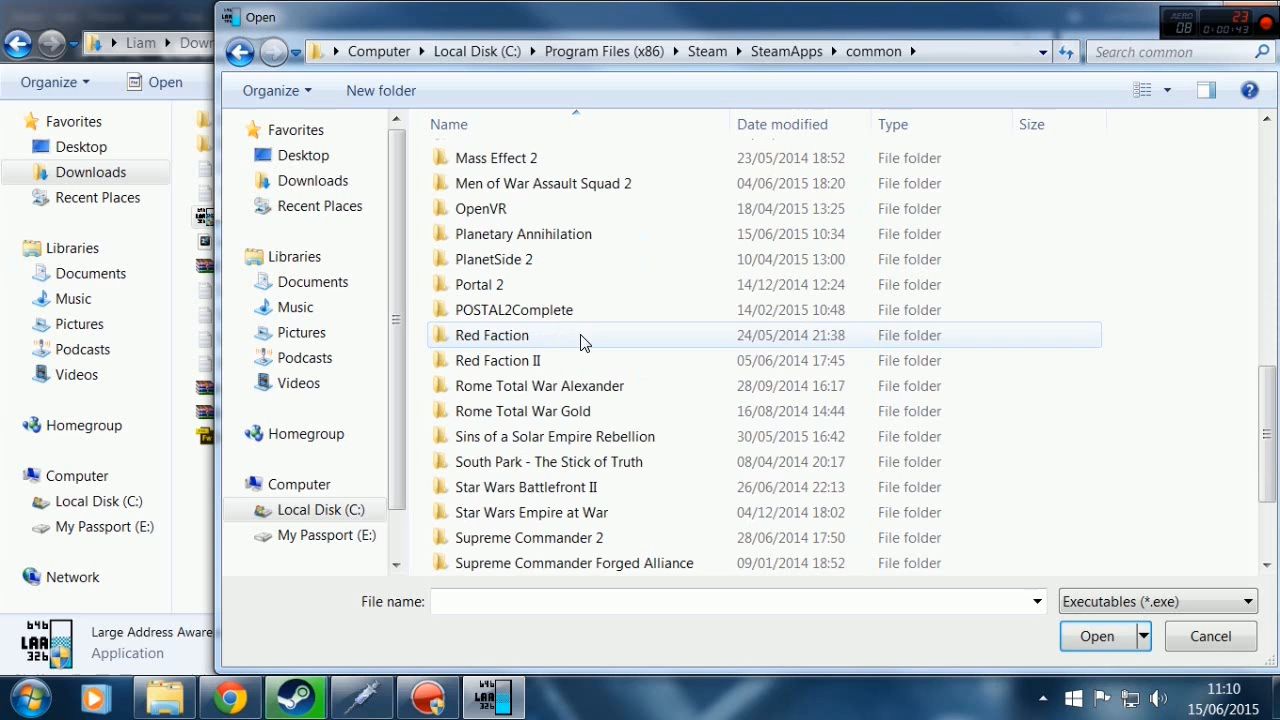 Open
AERO
08
23
0:00:43
Liam
Down
Computer
Local Disk (C:)
Program Files (x86)
Steam
SteamApps
common
Search common
Organize
Open
Organize
New folder
Name
Date modified
Type
Size
Favorites
Desktop
Downloads
Recent Places
Libraries
Documents
Music
Pictures
Podcasts
Videos
Homegroup
Computer
Local Disk (C:)
My Passport (E:)
Network
Favorites
Desktop
Downloads
Recent Places
Libraries
Documents
Music
Pictures
Podcasts
Videos
Homegroup
Computer
Local Disk (C:)
My Passport (E:)
Mass Effect 2 23/05/2014 18:52 File folder
Men of War Assault Squad 2 04/06/2015 18:20 File folder
OpenVR 18/04/2015 13:25 File folder
Planetary Annihilation 15/06/2015 10:34 File folder
PlanetSide 2 10/04/2015 13:00 File folder
Portal 2 14/12/2014 12:24 File folder
POSTAL2Complete 14/02/2015 10:48 File folder
Red Faction 24/05/2014 21:38 File folder
Red Faction II 05/06/2014 17:45 File folder
Rome Total War Alexander 28/09/2014 16:17 File folder
Rome Total War Gold 16/08/2014 14:44 File folder
Sins of a Solar Empire Rebellion 30/05/2015 16:42 File folder
South Park - The Stick of Truth 08/04/2014 20:17 File folder
Star Wars Battlefront II 26/06/2014 22:13 File folder
Star Wars Empire at War 04/12/2014 18:02 File folder
Supreme Commander 2 28/06/2014 17:50 File folder
Supreme Commander Forged Alliance 09/01/2014 18:52 File folder
File name:
Executables (*.exe)
Open
Cancel
64b
LAA
32b
Large Address Aware
Application
11:10
15/06/2015